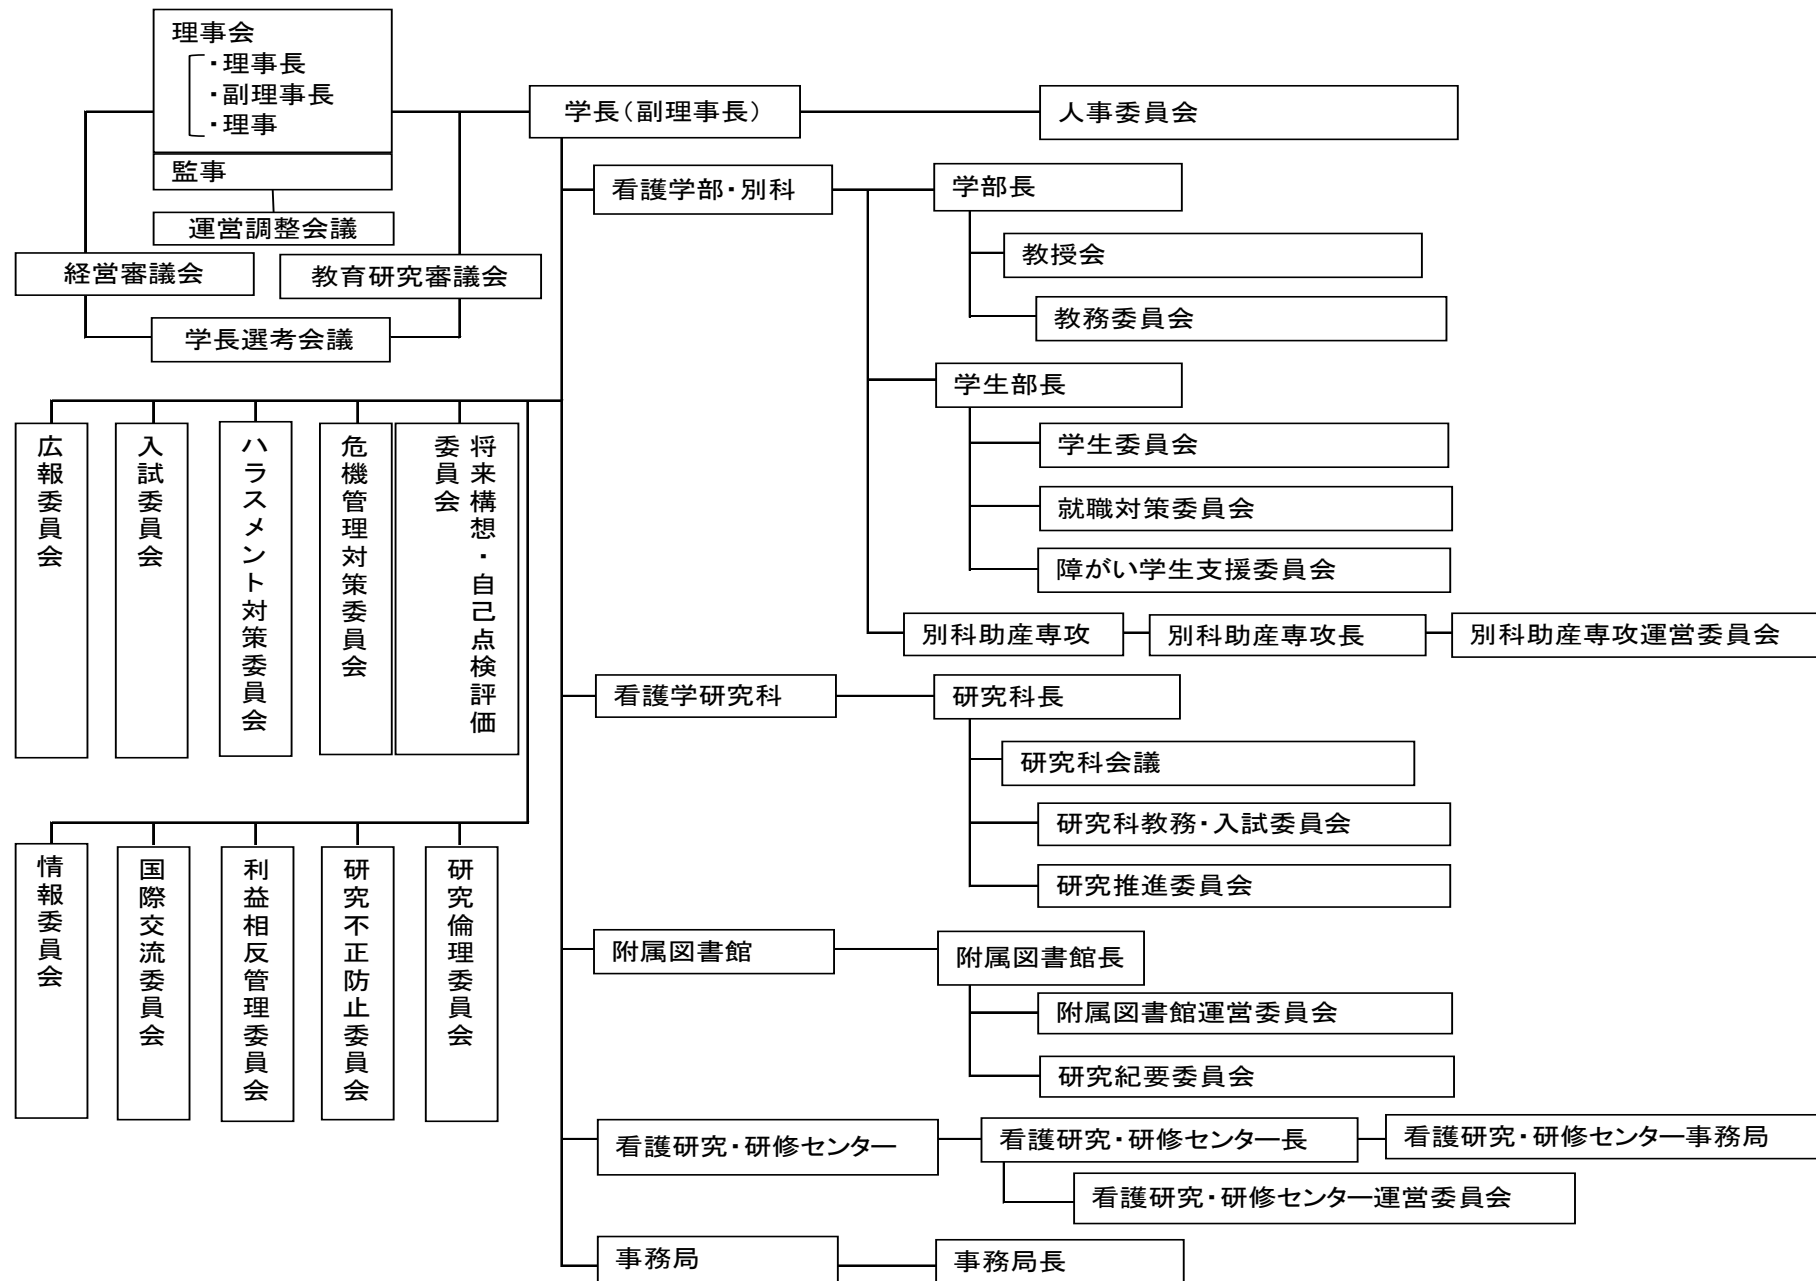 理事会
・理事長
・副理事長
・理事
監事
運営調整会議
経営審議会
教育研究審議会
学長選考会議
学長(副理事長)
人事委員会
看護学部・別科
学部長
教授会
教務委員会
学生部長
学生委員会
就職対策委員会
障がい学生支援委員会
別科助産専攻
別科助産専攻長
別科助産専攻運営委員会
広報委員会
入試委員会
ハラスメント対策委員会
危機管理対策委員会
将来構想・自己点検評価
委員会
情報委員会
国際交流委員会
利益相反管理委員会
研究不正防止委員会
研究倫理委員会
看護学研究科
研究科長
研究科会議
研究科教務・入試委員会
研究推進委員会
附属図書館
附属図書館長
附属図書館運営委員会
研究紀要委員会
看護研究・研修センター
看護研究・研修センター長
看護研究・研修センター事務局
看護研究・研修センター運営委員会
事務局
事務局長